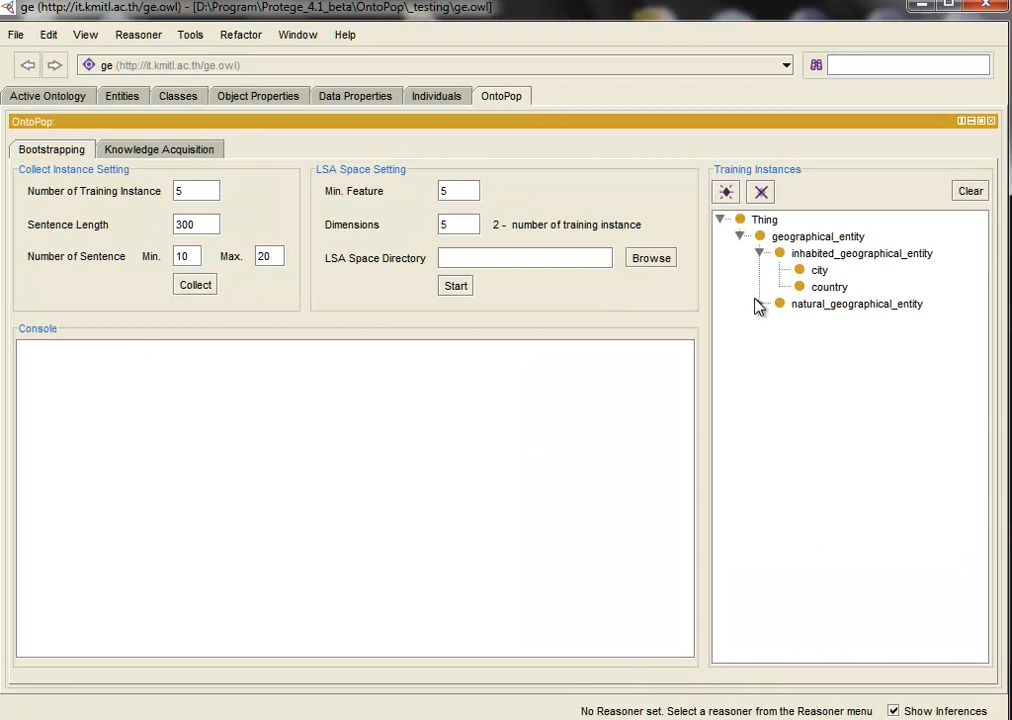 ge (http://it.kmitl.ac.th/ge.owl) - [D:\Program\Protege_4.1_beta\OntoPop\_testing\ge.owl]
File Edit View Reasoner Tools Refactor Window Help
ge (http://it.kmitl.ac.th/ge.owl)
Active Ontology Entities Classes Object Properties Data Properties Individuals OntoPop
OntoPop:
Bootstrapping Knowledge Acquisition
Collect Instance Setting LSA Space Setting Training Instances
Number of Training Instance 5 Min. Feature 5 Clear
Sentence Length 300 Dimensions 5 2 - number of training instance
Number of Sentence Min. 10 Max. 20 LSA Space Directory Browse
Collect Start
Thing
geographical_entity
inhabited_geographical_entity
city
country
natural_geographical_entity
Console
No Reasoner set. Select a reasoner from the Reasoner menu Show Inferences